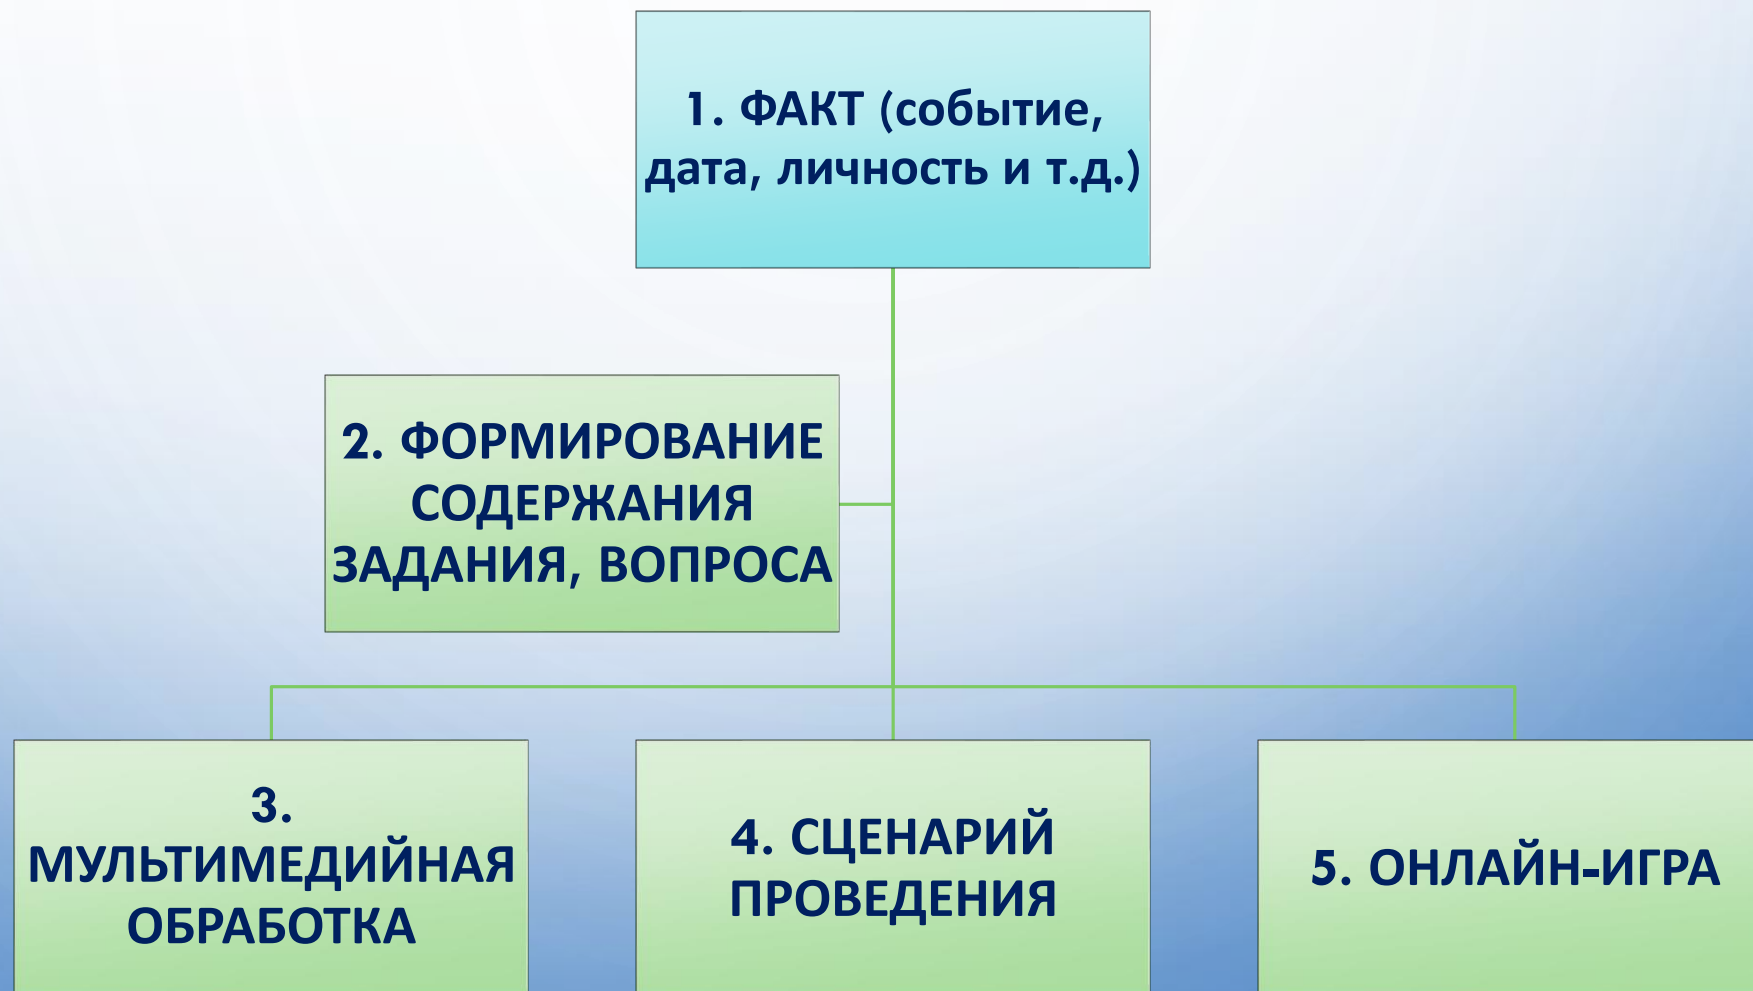 1. ФАКТ (событие,
дата, личность и т.д.)
2. ФОРМИРОВАНИЕ
СОДЕРЖАНИЯ
ЗАДАНИЯ, ВОПРОСА
3.
МУЛЬТИМЕДИЙНАЯ
ОБРАБОТКА
4. СЦЕНАРИЙ
ПРОВЕДЕНИЯ
5. ОНЛАЙН-ИГРА